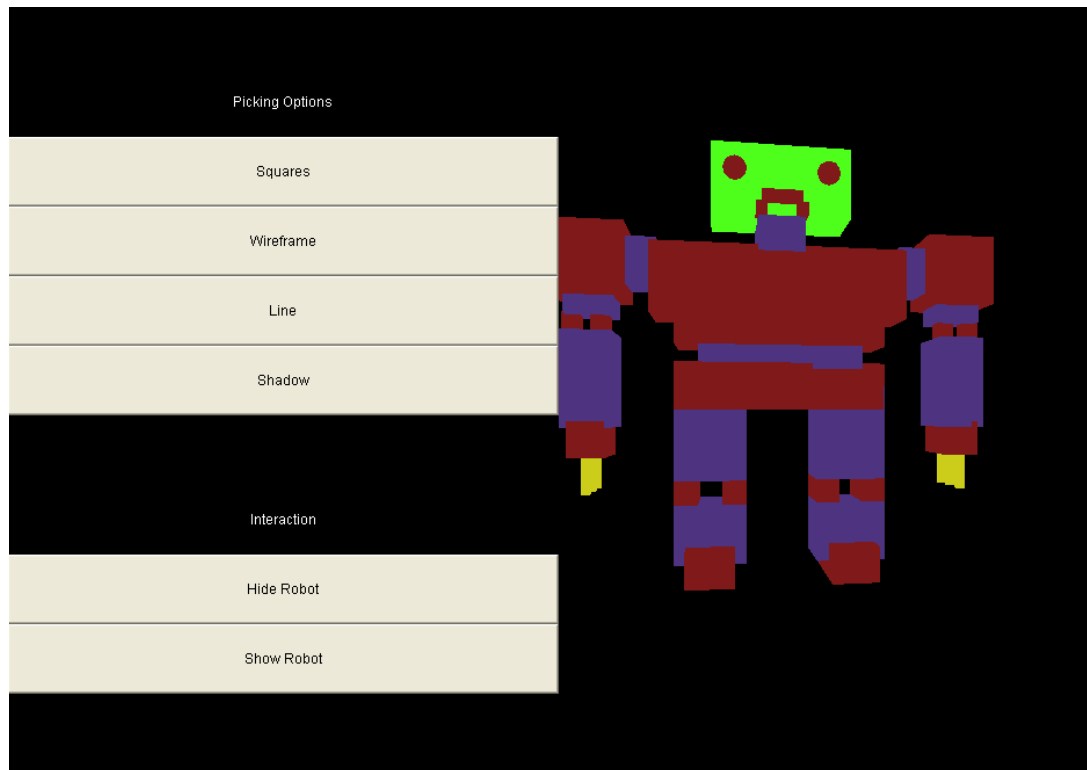 Picking Options
Squares
Wireframe
Line
Shadow
Interaction
Hide Robot
Show Robot